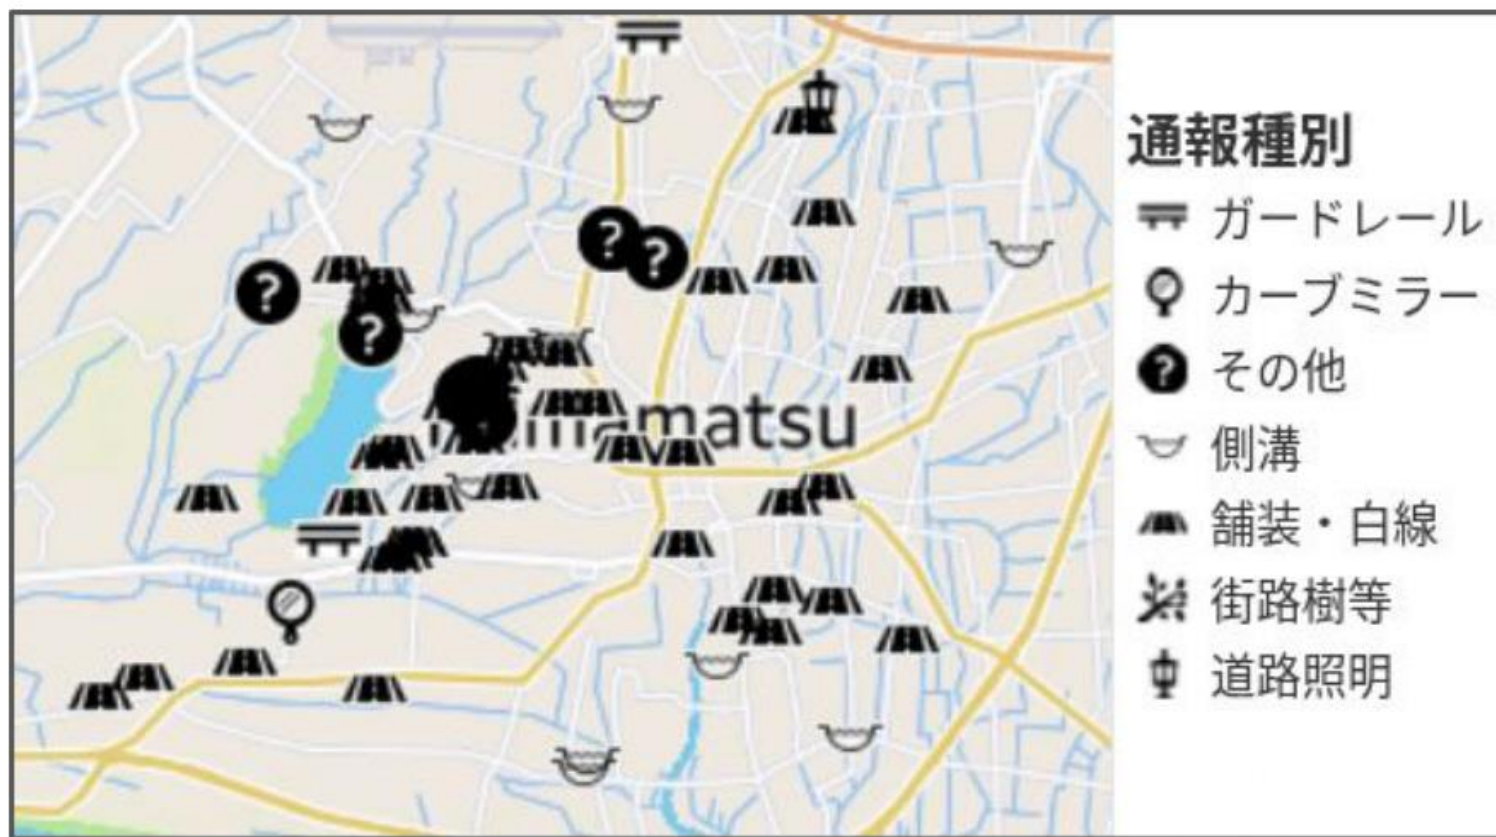 通報種別
ガードレール
カーブミラー
? その他
側溝
舗装・白線
街路樹等
道路照明
?
?
?
?
matsu